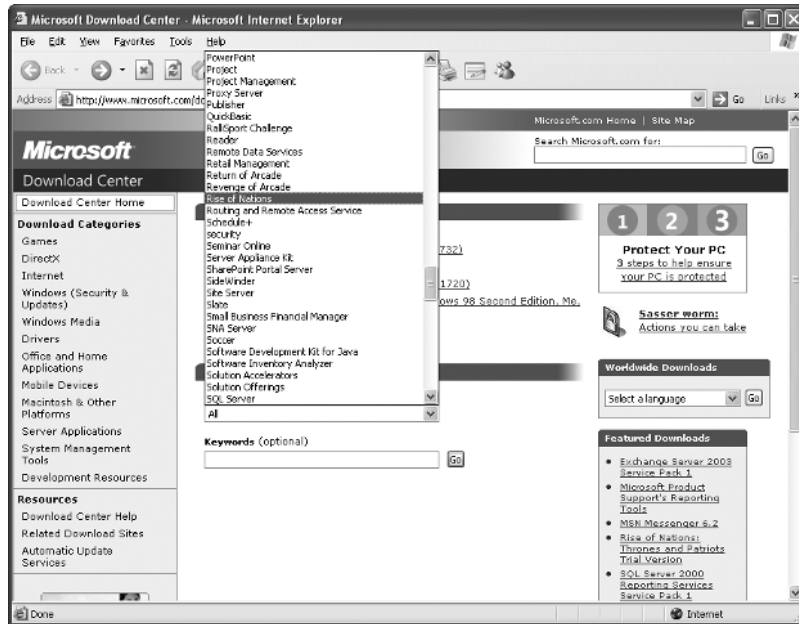 Microsoft Download Center - Microsoft Internet Explorer
File Edit View Favorites Tools Help
Back
Address http://www.microsoft.com/do
Go Links »
Microsoft.com Home | Site Map
Search Microsoft.com for:
Go
Microsoft
Download Center
Download Center Home
Download Categories
Games
DirectX
Internet
Windows (Security &
Updates)
Windows Media
Drivers
Office and Home
Applications
Mobile Devices
Macintosh & Other
Platforms
Server Applications
System Management
Tools
Development Resources
Resources
Download Center Help
Related Download Sites
Automatic Update
Services
PowerPoint
Project
Project Management
Proxy Server
Publisher
QuickBasic
RalliSport Challenge
Reader
Remote Data Services
Retail Management
Return of Arcade
Revenge of Arcade
Rise of Nations
Routing and Remote Access Service
Schedule+
security
Seminar Online
Server Appliance Kit
SharePoint Portal Server
SideWinder
Site Server
Slate
Small Business Financial Manager
SNA Server
Soccer
Software Development Kit for Java
Software Inventory Analyzer
Solution Accelerators
Solution Offerings
SQL Server
All
Keywords (optional)
Go
732)
1720)
ows 98 Second Edition, Me,
1 2 3
Protect Your PC
3 steps to help ensure
your PC is protected
Sasser worm:
Actions you can take
Worldwide Downloads
Select a language
Go
Featured Downloads
Exchange Server 2003
Service Pack 1
Microsoft Product
Support's Reporting
Tools
MSN Messenger 6.2
Rise of Nations:
Thrones and Patriots
Trial Version
SQL Server 2000
Reporting Services
Service Pack 1
Done
Internet